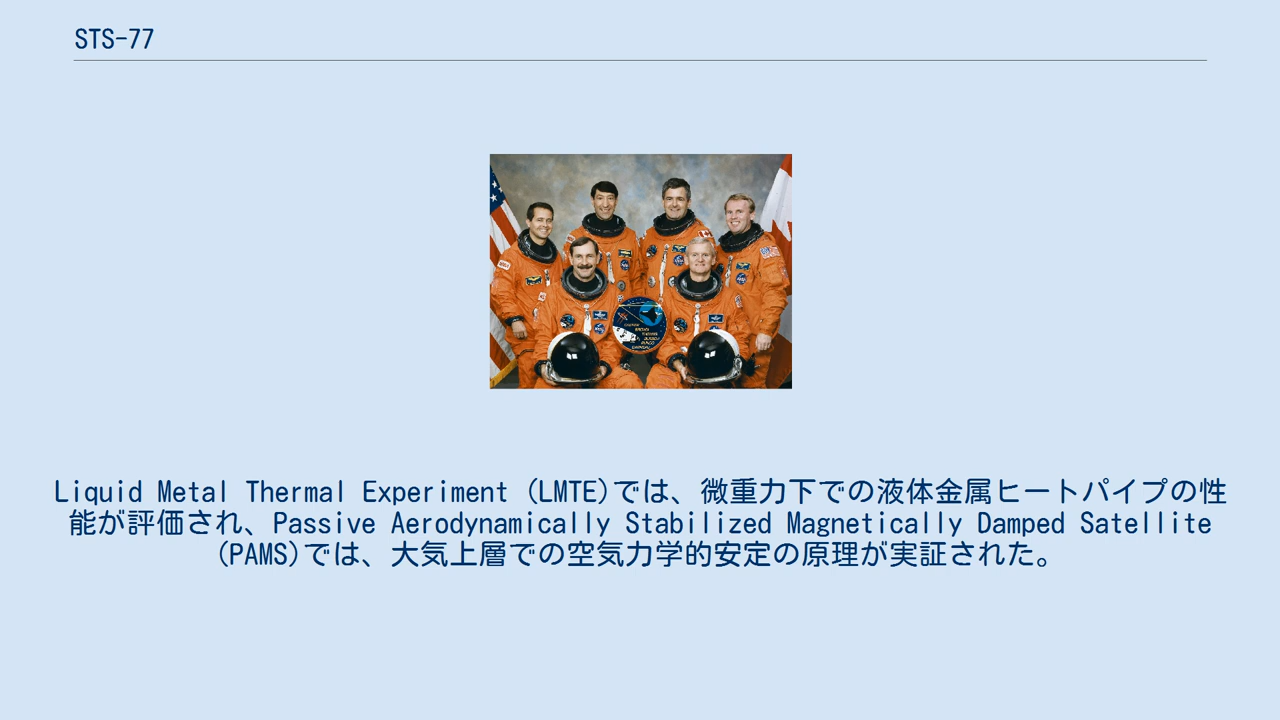 STS-77
Liquid Metal Thermal Experiment (LMTE)では、微重力下での液体金属ヒートパイプの性
能が評価され、Passive Aerodynamically Stabilized Magnetically Damped Satellite
(PAMS)では、大気上層での空気力学的安定の原理が実証された。